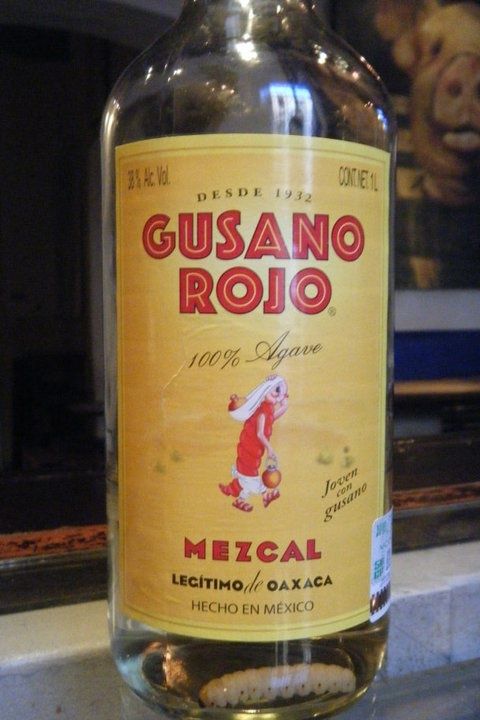 38% Alc. Vol.
CONT. NET. 1 L
DESDE 1932
GUSANO
ROJO®
100% Agave
Joven
con
gusano
MEZCAL
LEGÍTIMO de OAXACA
HECHO EN MÉXICO